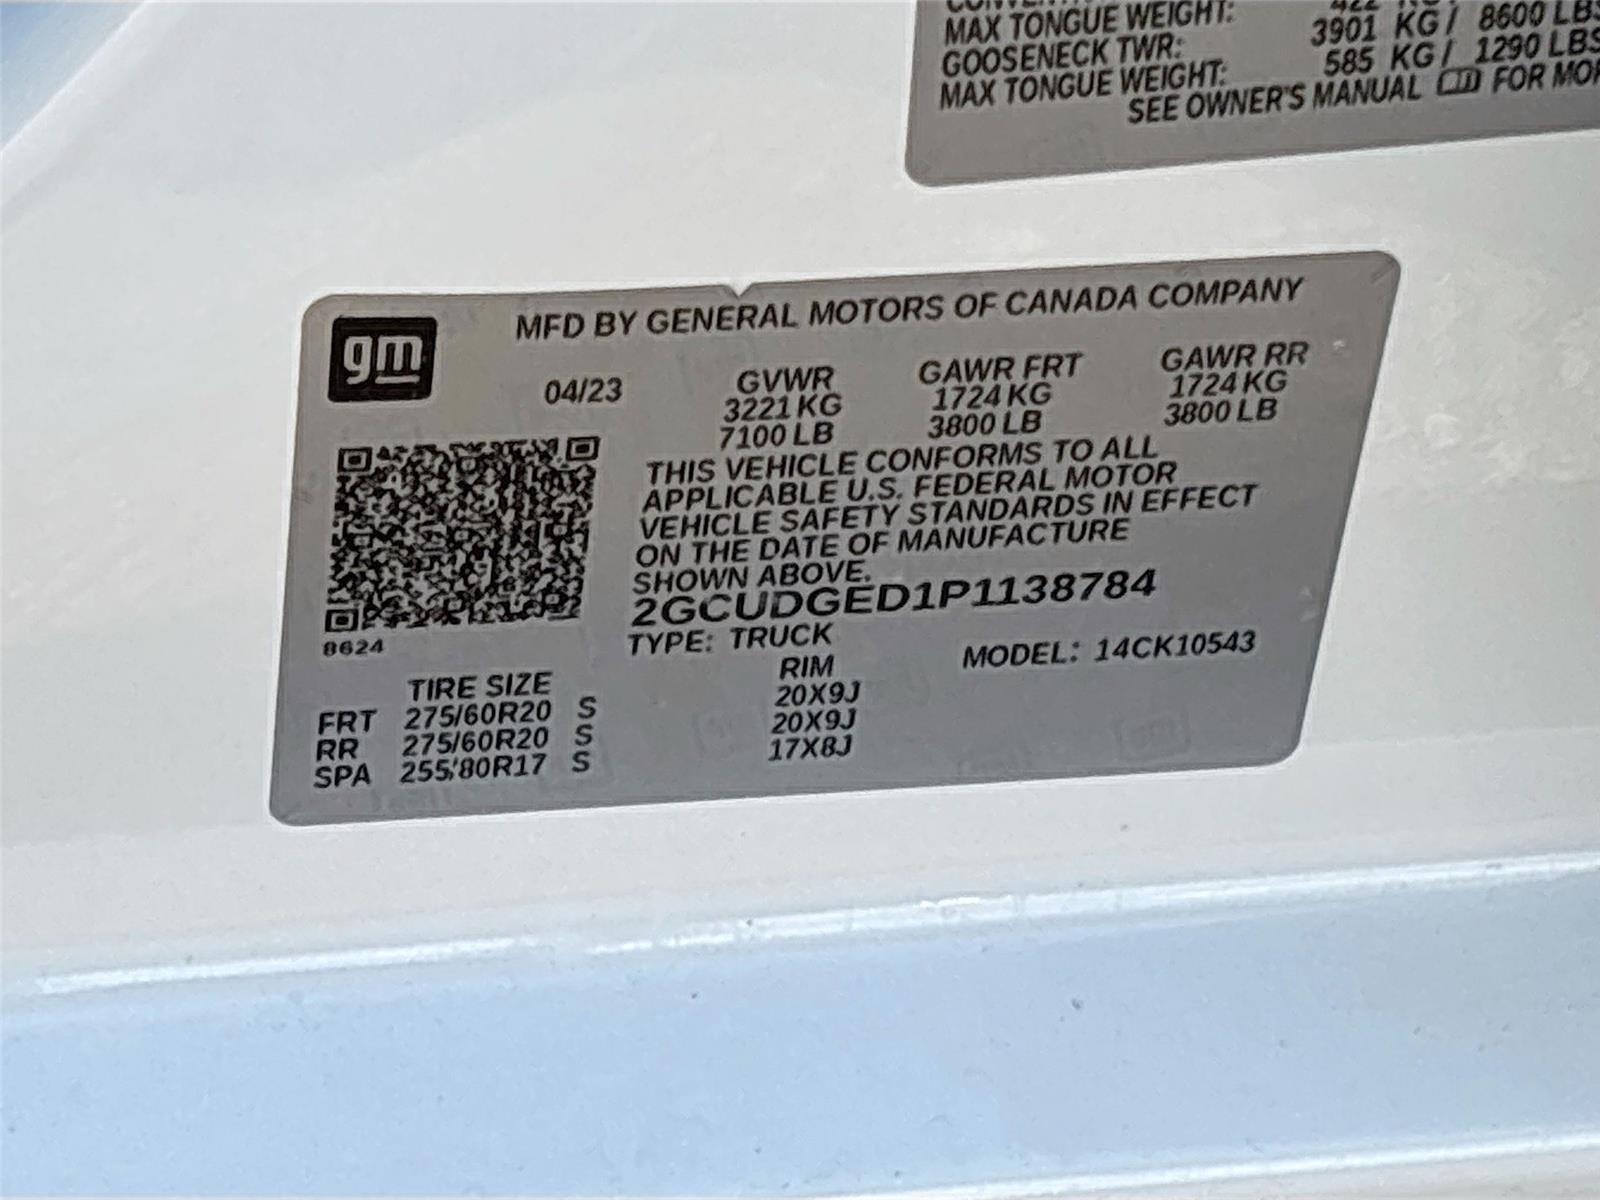 MAX TONGUE WEIGHT: 422
GOOSENECK TWR: 3901 KG / 8600 LBS
MAX TONGUE WEIGHT: 585 KG / 1290 LBS
SEE OWNER'S MANUAL FOR
gm
MFD BY GENERAL MOTORS OF CANADA COMPANY
04/23 GVWR GAWR FRT GAWR RR
3221 KG 1724 KG 1724 KG
7100 LB 3800 LB 3800 LB
THIS VEHICLE CONFORMS TO ALL
APPLICABLE U.S. FEDERAL MOTOR
VEHICLE SAFETY STANDARDS IN EFFECT
ON THE DATE OF MANUFACTURE
SHOWN ABOVE.
2GCUDGED1P1138784
8624
TYPE: TRUCK MODEL: 14CK10543
TIRE SIZE RIM
FRT 275/60R20 S 20X9J
RR 275/60R20 S 20X9J
SPA 255/80R17 S 17X8J